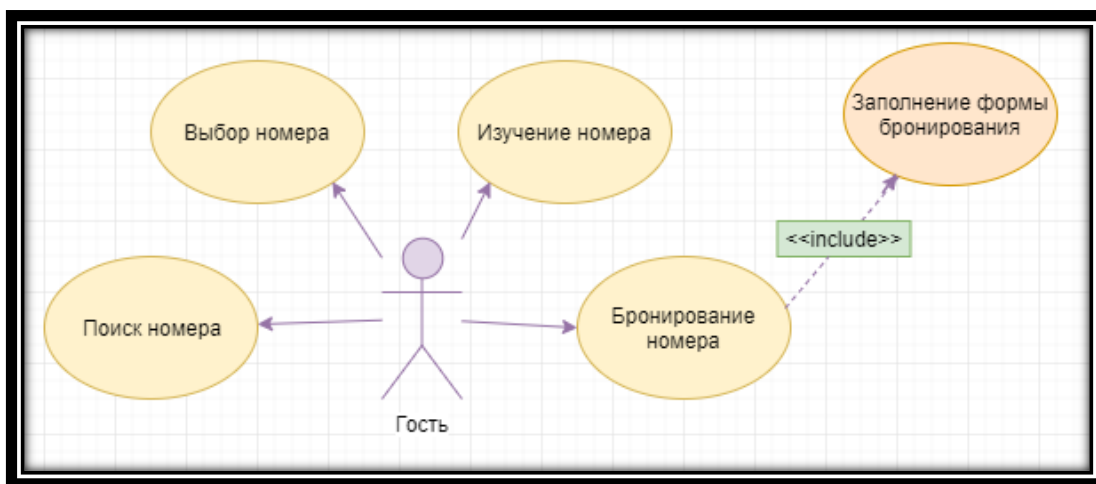 Выбор номера
Изучение номера
Заполнение формы
бронирования
<<include>>
Поиск номера
Бронирование
номера
Гость